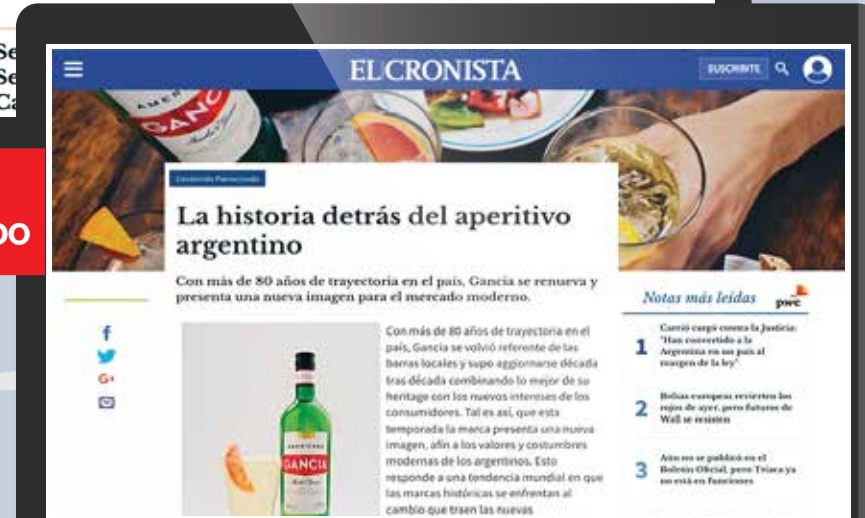 Se
Se
Ca
DO
EL CRONISTA
SUSCRIBITE
AMER
GANCIA
Contenido Patrocinado
La historia detrás del aperitivo
argentino
Con más de 80 años de trayectoria en el país, Gancia se renueva y
presenta una nueva imagen para el mercado moderno.
f
G+
AMERICANO
GANCIA
Con más de 80 años de trayectoria en el
país, Gancia se volvió referente de las
barras locales y supo aggiornarse década
tras década combinando lo mejor de su
heritage con los nuevos intereses de los
consumidores. Tal es así, que esta
temporada la marca presenta una nueva
imagen, afín a los valores y costumbres
modernas de los argentinos. Esto
responde a una tendencia mundial en que
las marcas históricas se enfrentan al
cambio que traen las nuevas
Notas más leídas
pwc
1
Carrió cargó contra la Justicia:
"Han convertido a la
Argentina en un país al
margen de la ley"
2
Bolsas europeas revierten los
rojos de ayer, pero futuros de
Wall se resisten
3
Aún no se publicó en el
Boletín Oficial, pero Triaca ya
no está en funciones